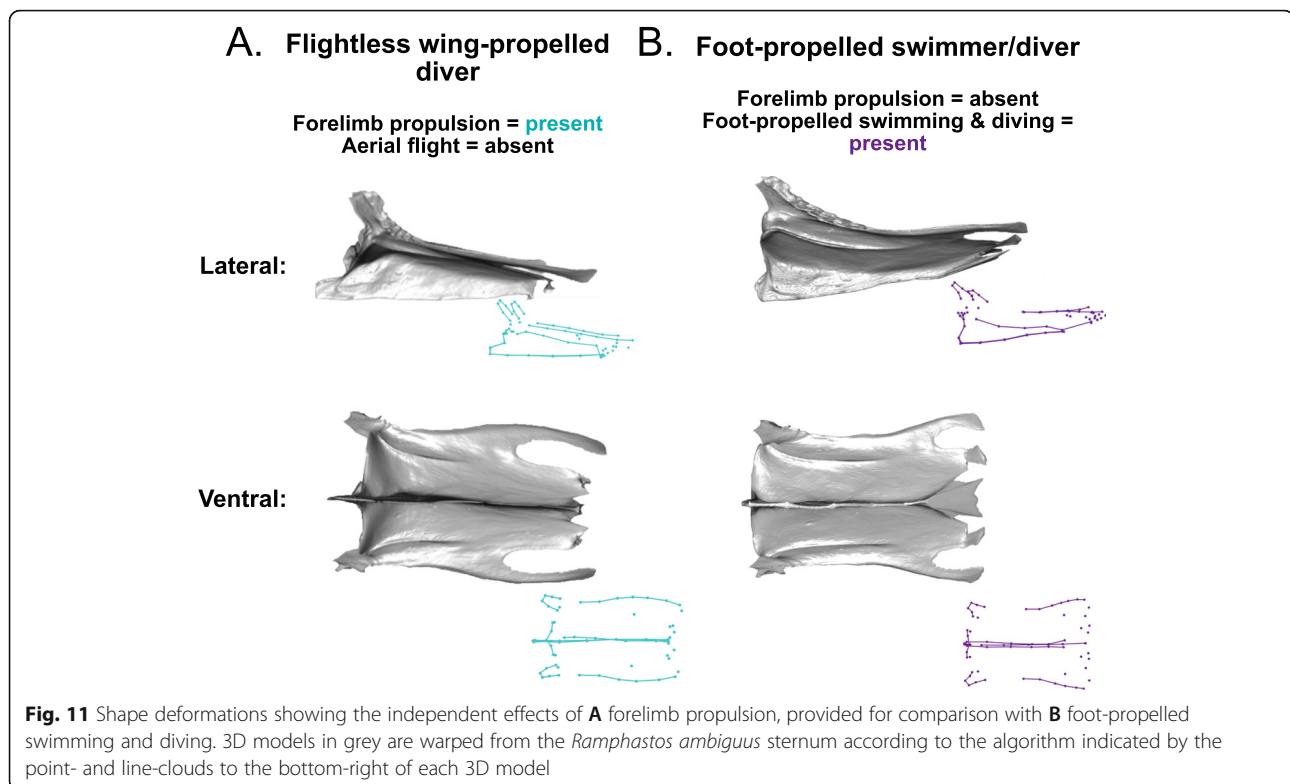 A. Flightless wing-propelled
diver
Forelimb propulsion = present
Aerial flight = absent
B. Foot-propelled swimmer/diver
Forelimb propulsion = absent
Foot-propelled swimming & diving =
present
Lateral:
Ventral:
Fig. 11 Shape deformations showing the independent effects of A forelimb propulsion, provided for comparison with B foot-propelled
swimming and diving. 3D models in grey are warped from the Ramphastos ambiguus sternum according to the algorithm indicated by the
point- and line-clouds to the bottom-right of each 3D model